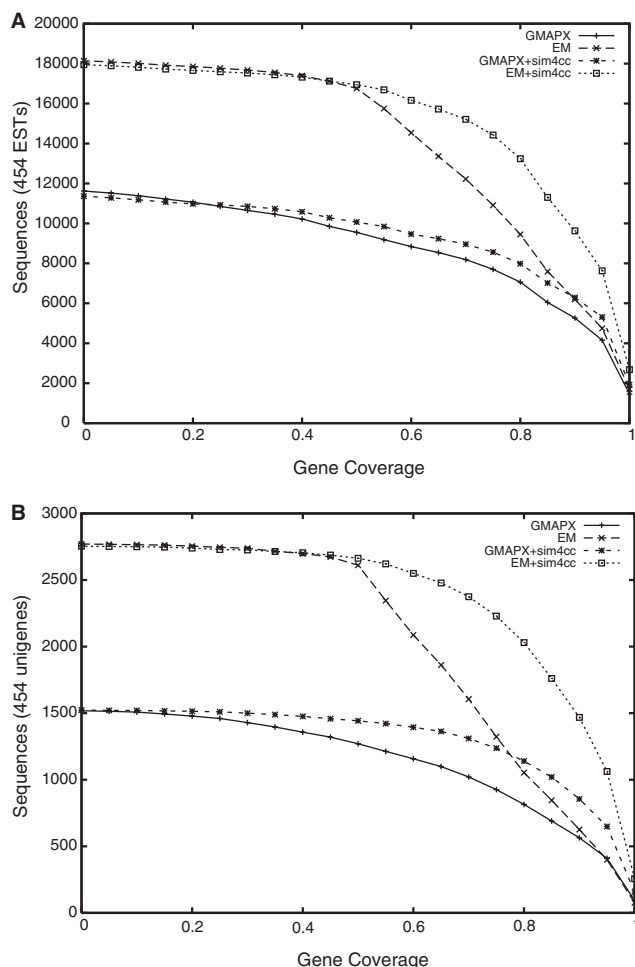 A
20000
18000
16000
14000
12000
10000
8000
6000
4000
2000
0
Sequences (454 ESTs)
GMAPX
EM
GMAPX+sim4cc
EM+sim4cc
0 0.2 0.4 0.6 0.8 1
Gene Coverage
B
3000
2500
2000
1500
1000
500
0
Sequences (454 unigenes)
GMAPX
EM
GMAPX+sim4cc
EM+sim4cc
0 0.2 0.4 0.6 0.8 1
Gene Coverage